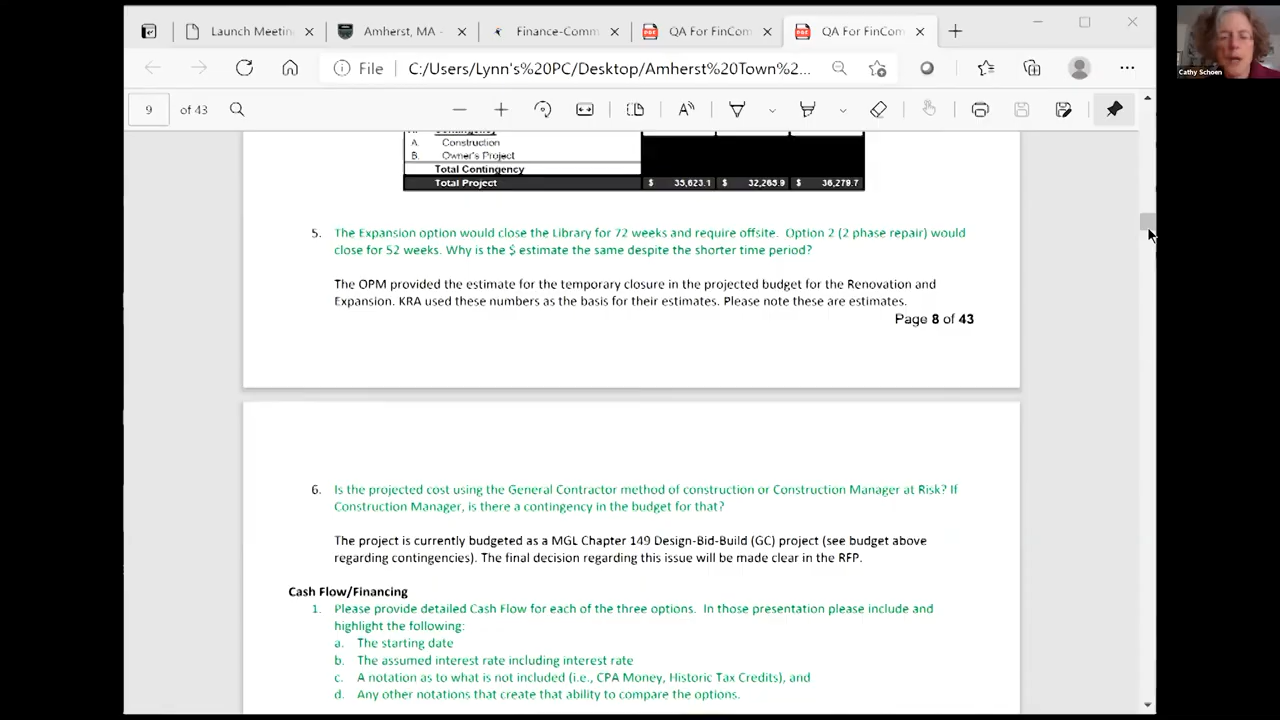 Launch Meetin
Amherst, MA -
Finance-Comm
QA For FinCom
QA For FinCom
File
C:/Users/Lynn's%20PC/Desktop/Amherst%20Town%2...
9 of 43
Contingency
A. Construction
B. Owner's Project
Total Contingency
Total Project $ 35,623.1 $ 32,265.9 $ 36,279.7
5. The Expansion option would close the Library for 72 weeks and require offsite. Option 2 (2 phase repair) would
close for 52 weeks. Why is the $ estimate the same despite the shorter time period?
The OPM provided the estimate for the temporary closure in the projected budget for the Renovation and
Expansion. KRA used these numbers as the basis for their estimates. Please note these are estimates.
Page 8 of 43
6. Is the projected cost using the General Contractor method of construction or Construction Manager at Risk? If
Construction Manager, is there a contingency in the budget for that?
The project is currently budgeted as a MGL Chapter 149 Design-Bid-Build (GC) project (see budget above
regarding contingencies). The final decision regarding this issue will be made clear in the RFP.
Cash Flow/Financing
1. Please provide detailed Cash Flow for each of the three options. In those presentation please include and
highlight the following:
a. The starting date
b. The assumed interest rate including interest rate
c. A notation as to what is not included (i.e., CPA Money, Historic Tax Credits), and
d. Any other notations that create that ability to compare the options.
Cathy Schoen